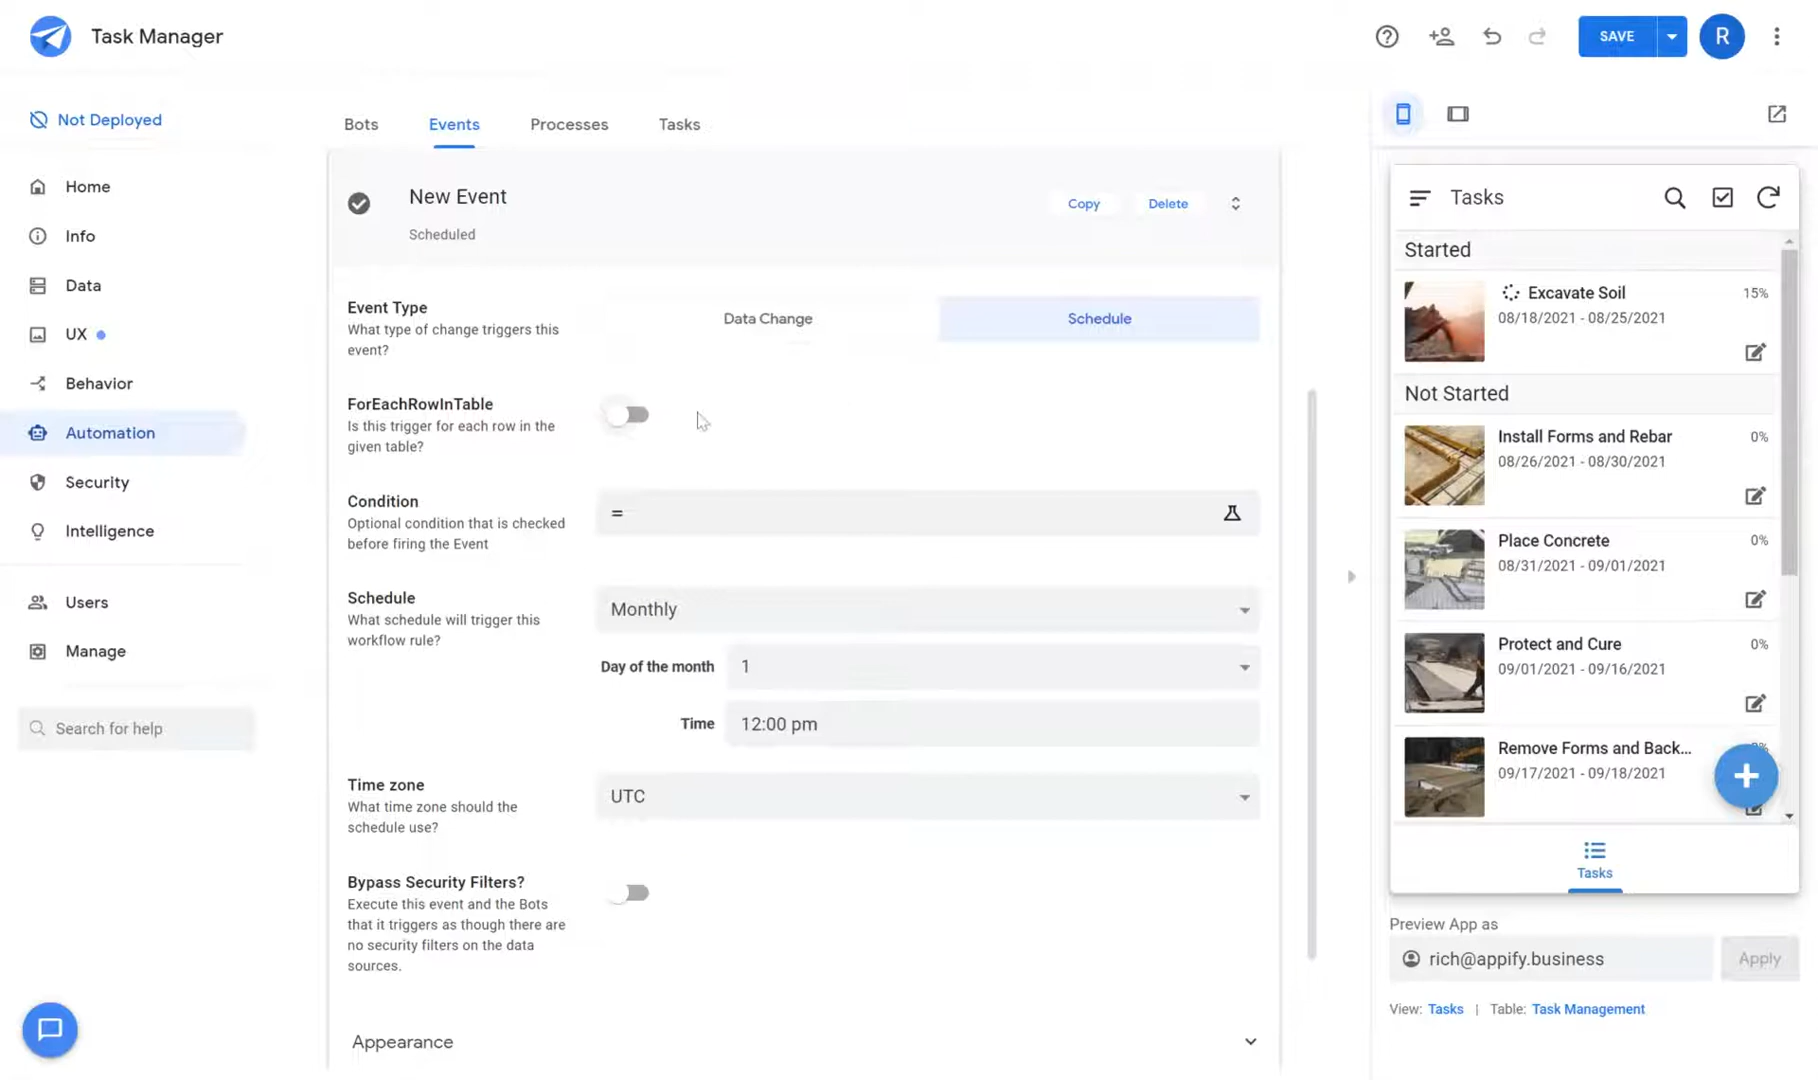 Task Manager
SAVE
R
Not Deployed
Home
Info
Data
UX
Behavior
Automation
Security
Intelligence
Users
Manage
Search for help
Bots
Events
Processes
Tasks
New Event
Scheduled
Copy
Delete
Event Type
What type of change triggers this
event?
Data Change
Schedule
ForEachRowInTable
Is this trigger for each row in the
given table?
Condition
Optional condition that is checked
before firing the Event
=
Schedule
What schedule will trigger this
workflow rule?
Monthly
Day of the month
1
Time
12:00 pm
Time zone
What time zone should the
schedule use?
UTC
Bypass Security Filters?
Execute this event and the Bots
that it triggers as though there are
no security filters on the data
sources.
Appearance
Tasks
Started
Excavate Soil
15%
08/18/2021 - 08/25/2021
Not Started
Install Forms and Rebar
0%
08/26/2021 - 08/30/2021
Place Concrete
0%
08/31/2021 - 09/01/2021
Protect and Cure
0%
09/01/2021 - 09/16/2021
Remove Forms and Back...
09/17/2021 - 09/18/2021
Tasks
Preview App as
rich@appify.business
Apply
View: Tasks | Table: Task Management